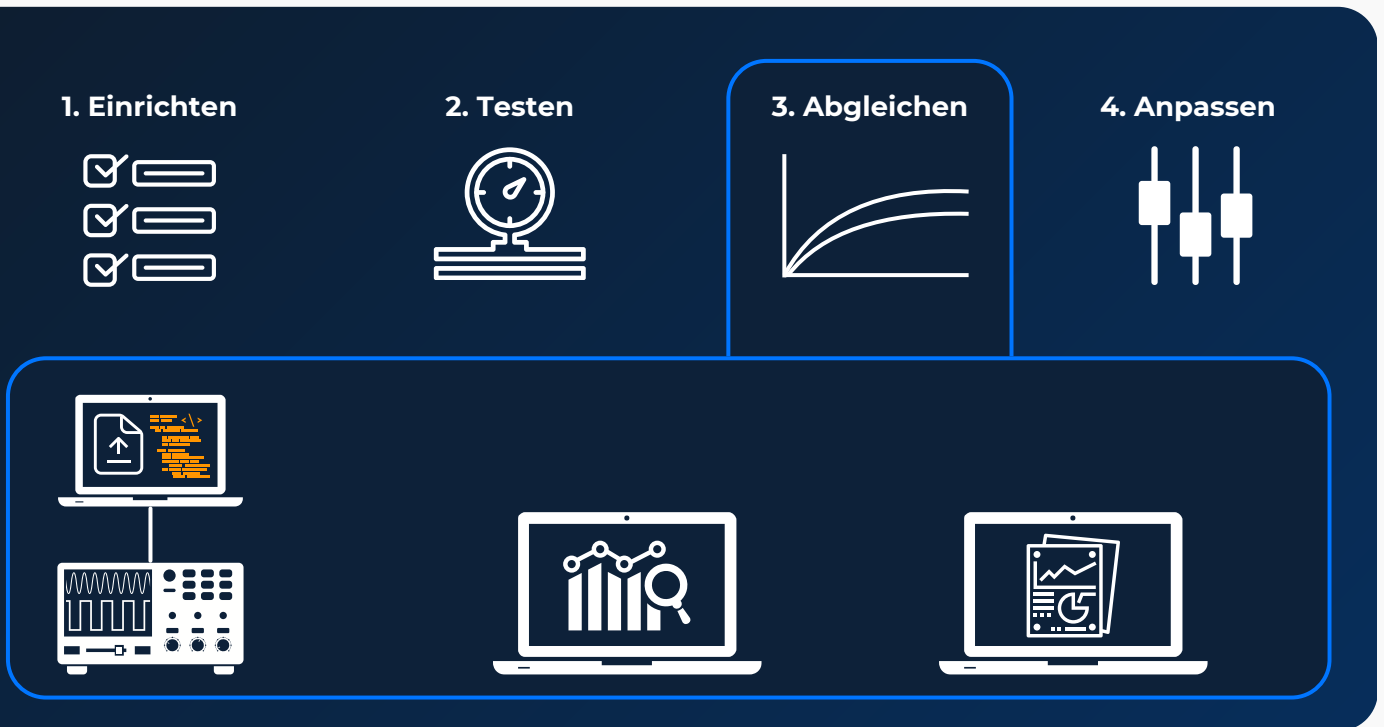 1. Einrichten
2. Testen
3. Abgleichen
4. Anpassen